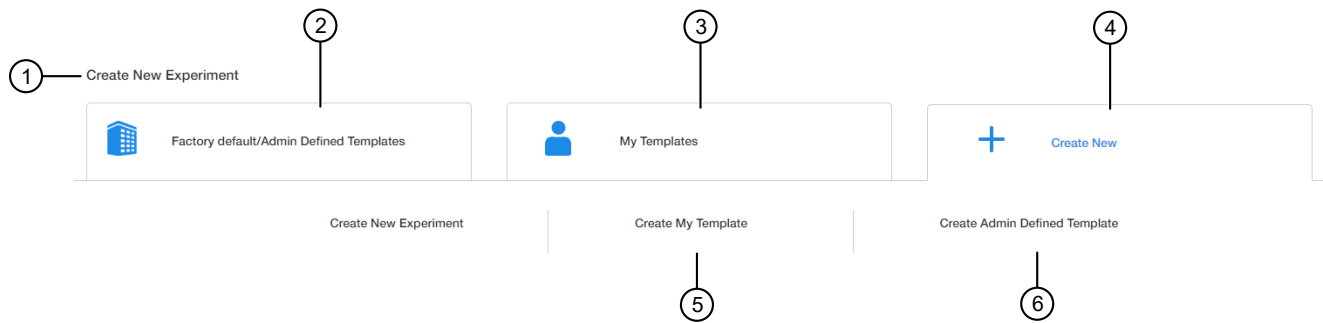 2
3
4
1
Create New Experiment
Factory default/Admin Defined Templates
My Templates
Create New
Create New Experiment
Create My Template
Create Admin Defined Template
5
6